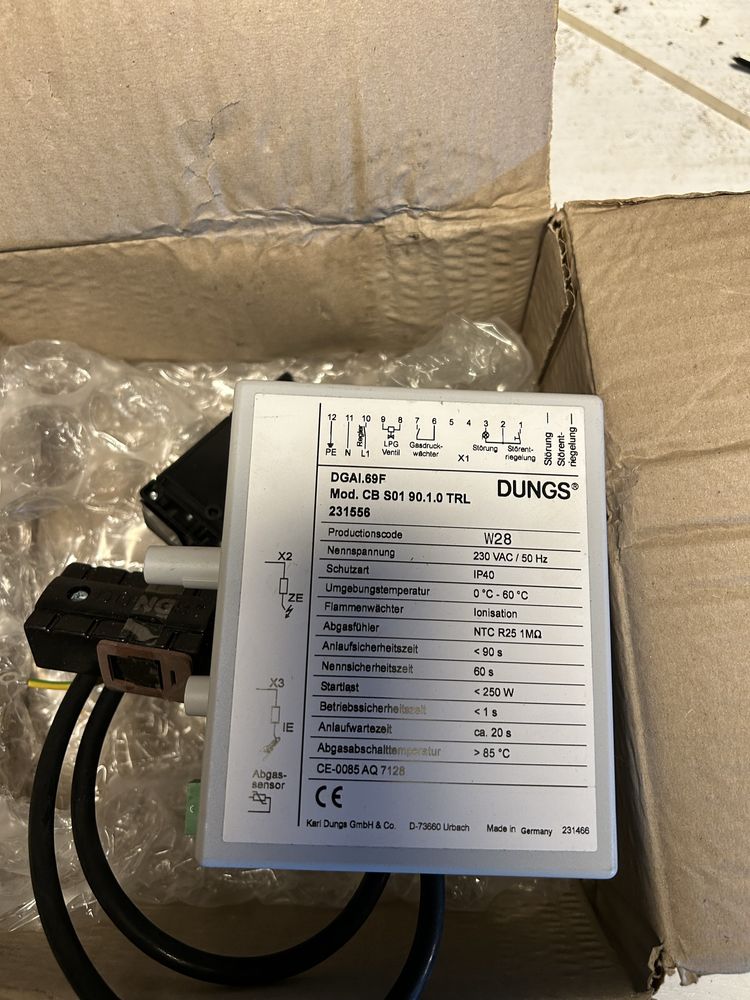 12 11 10 9 8 7 6 5 4 3 2 1
Regler
PE N L1 LPG Ventil Gasdruck-wächter X1 Störung Störent-riegelung
Störung
Störent-
riegelung
DGAI.69F
Mod. CB S01 90.1.0 TRL
231556
DUNGS®
Productionscode W28
Nennspannung 230 VAC / 50 Hz
Schutzart IP40
Umgebungstemperatur 0 °C - 60 °C
Flammenwächter Ionisation
Abgasfühler NTC R25 1MΩ
Anlaufsicherheitszeit < 90 s
Nennsicherheitszeit 60 s
Startlast < 250 W
Betriebssicherheitszeit < 1 s
Anlaufwartezeit ca. 20 s
Abgasabschalttemperatur > 85 °C
CE-0085 AQ 7128
CE
Karl Dungs GmbH & Co. D-73660 Urbach Made in Germany 231466
X2
ZE
X3
IE
Abgas-
sensor